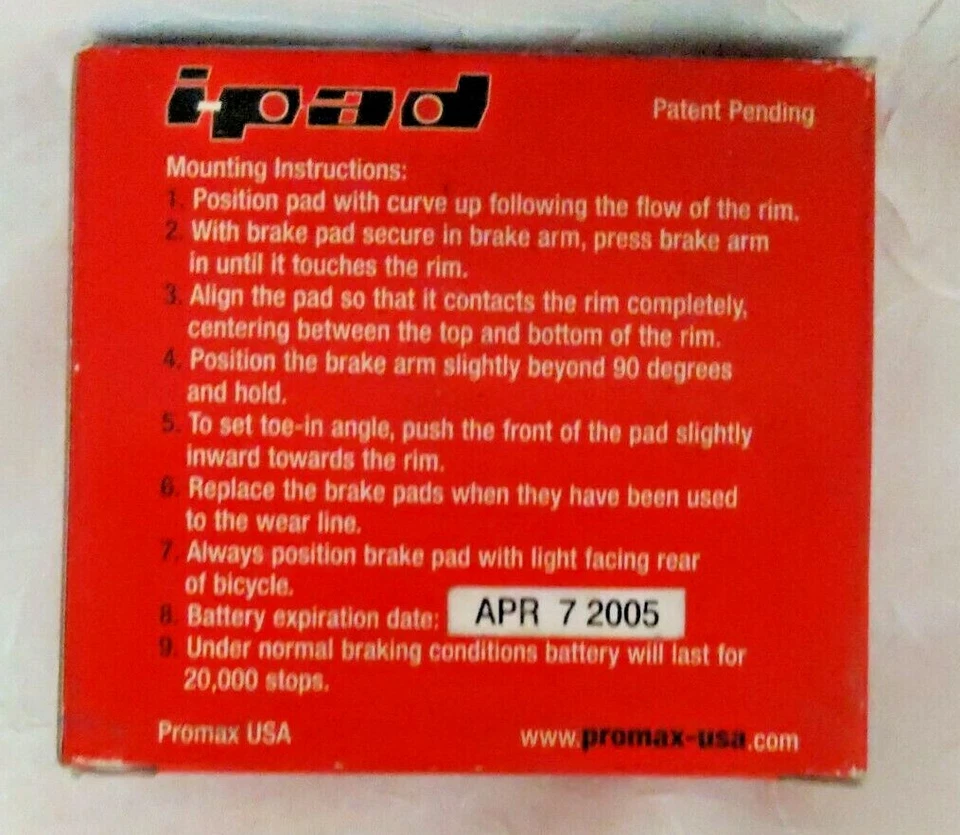 i-pad
Patent Pending
Mounting Instructions:
1. Position pad with curve up following the flow of the rim.
2. With brake pad secure in brake arm, press brake arm
in until it touches the rim.
3. Align the pad so that it contacts the rim completely,
centering between the top and bottom of the rim.
4. Position the brake arm slightly beyond 90 degrees
and hold.
5. To set toe-in angle, push the front of the pad slightly
inward towards the rim.
6. Replace the brake pads when they have been used
to the wear line.
7. Always position brake pad with light facing rear
of bicycle.
8. Battery expiration date: APR 7 2005
9. Under normal braking conditions battery will last for
20,000 stops.
Promax USA
www.promax-usa.com